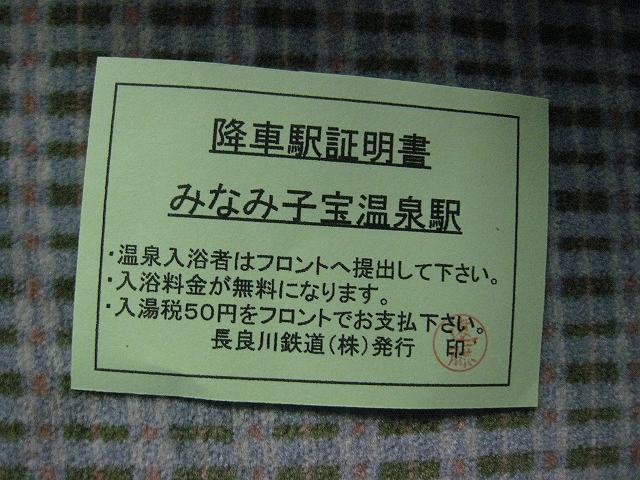 降車駅証明書
みなみ子宝温泉駅
・温泉入浴者はフロントへ提出して下さい。
・入浴料金が無料になります。
・入湯税50円をフロントでお支払下さい。
長良川鉄道(株)発行 印